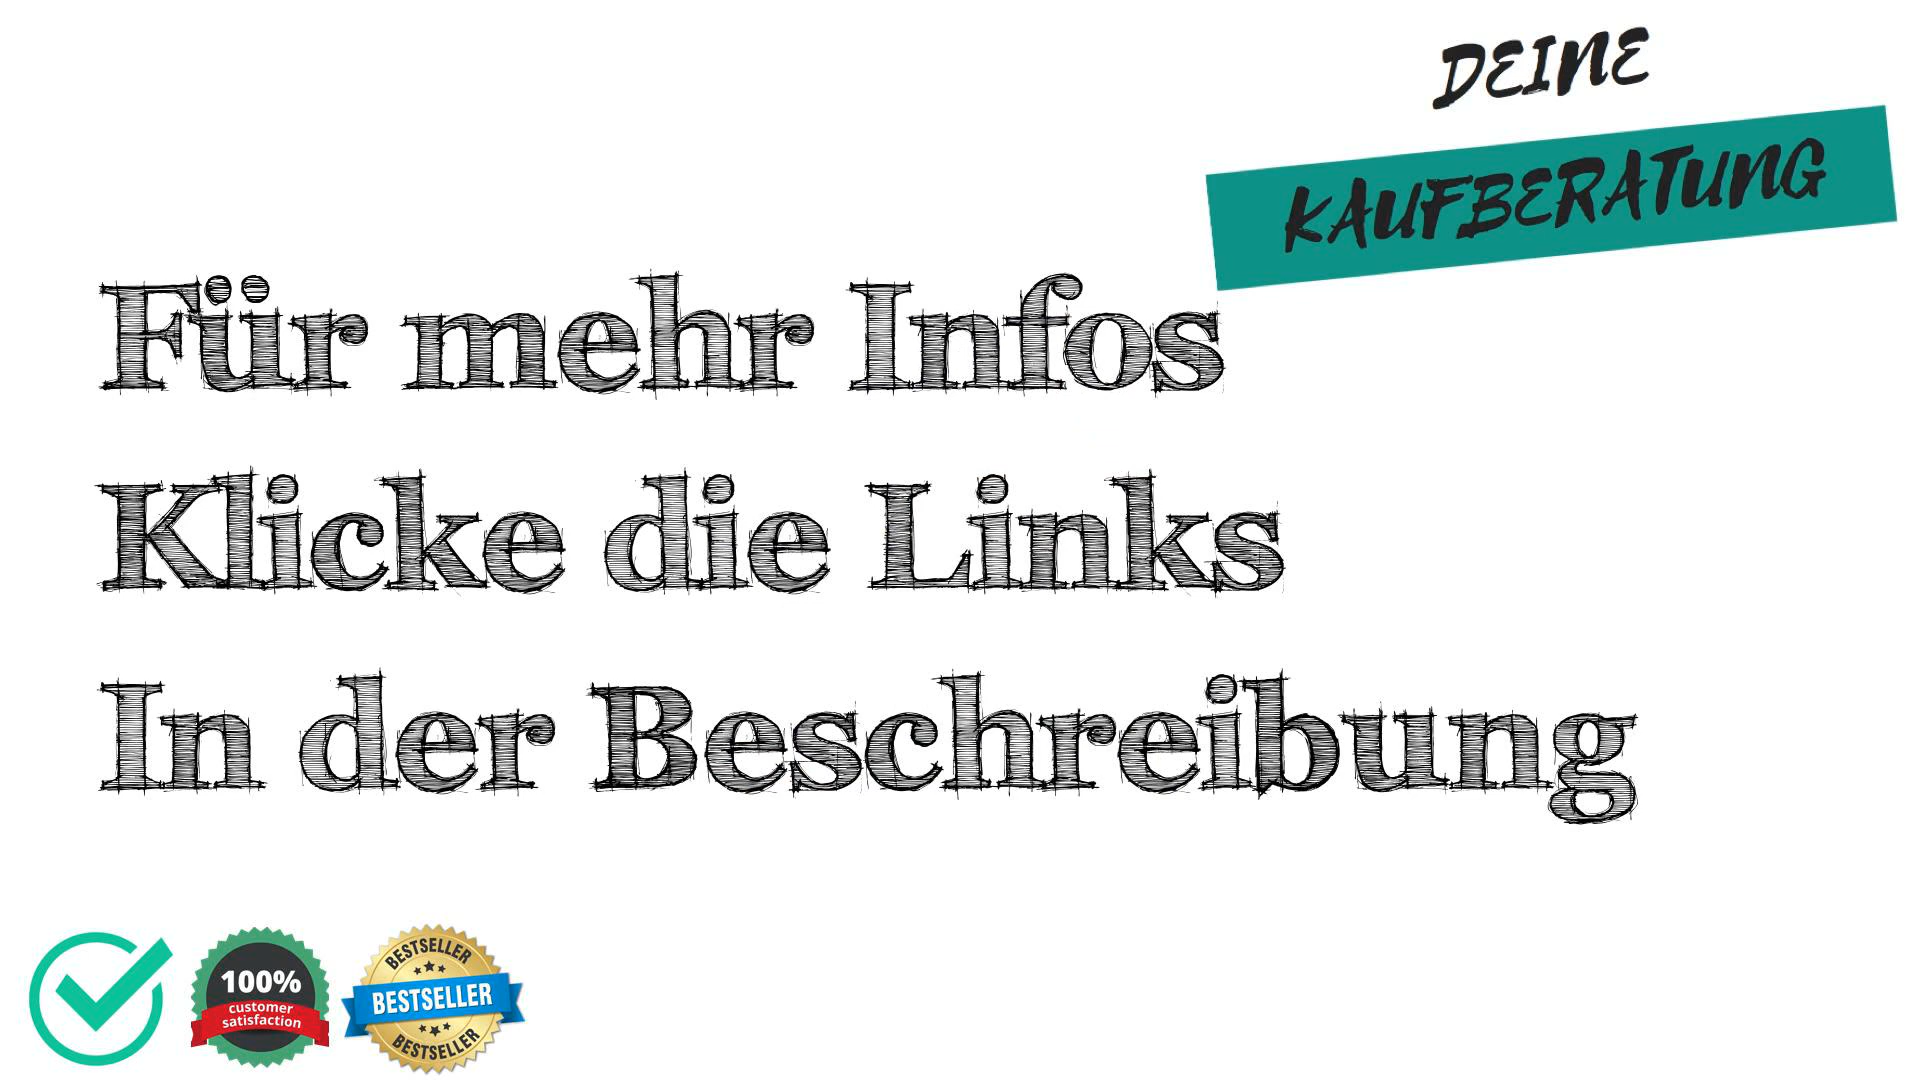 DEINE
KAUFBERATUNG
Für mehr Infos
Klicke die Links
In der Beschreibung
100%
customer
satisfaction
BESTSELLER
BESTSELLER
BESTSELLER